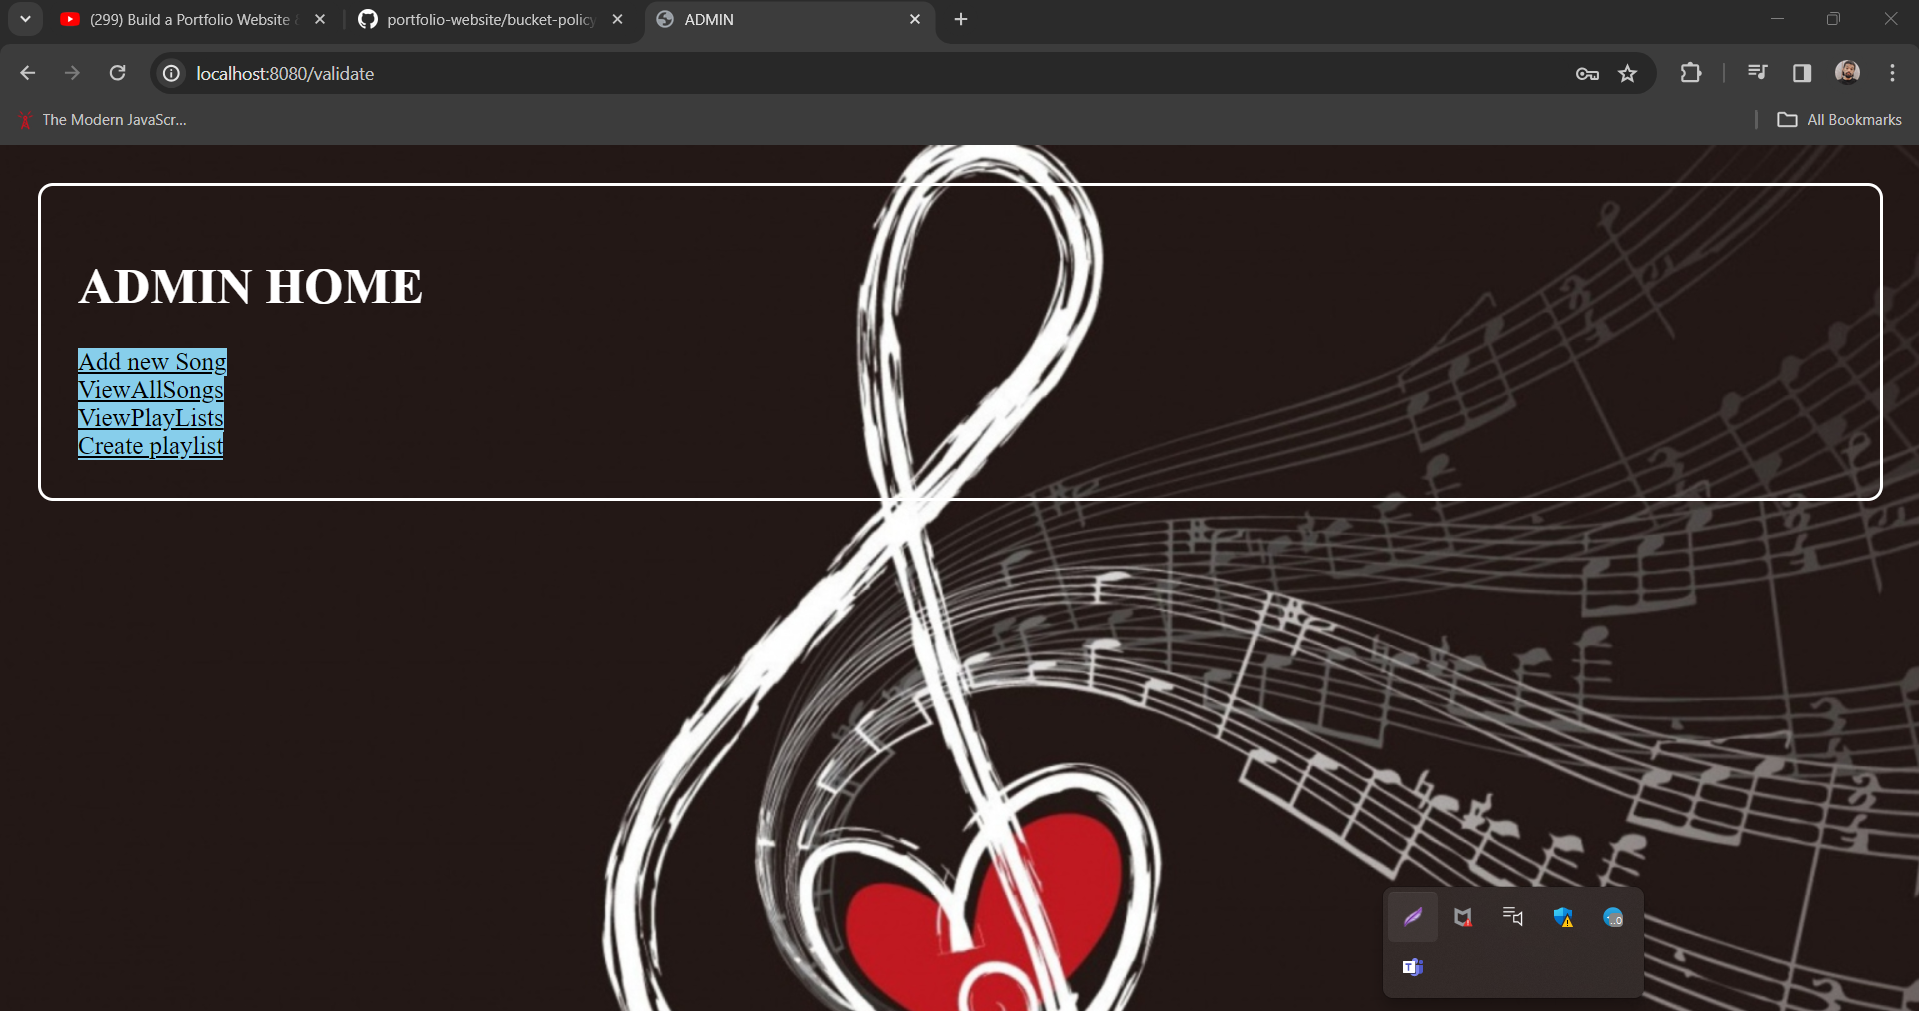 (299) Build a Portfolio Website
portfolio-website/bucket-policy
ADMIN
localhost:8080/validate
The Modern JavaScr...
All Bookmarks
ADMIN HOME
Add new Song
ViewAllSongs
ViewPlayLists
Create playlist